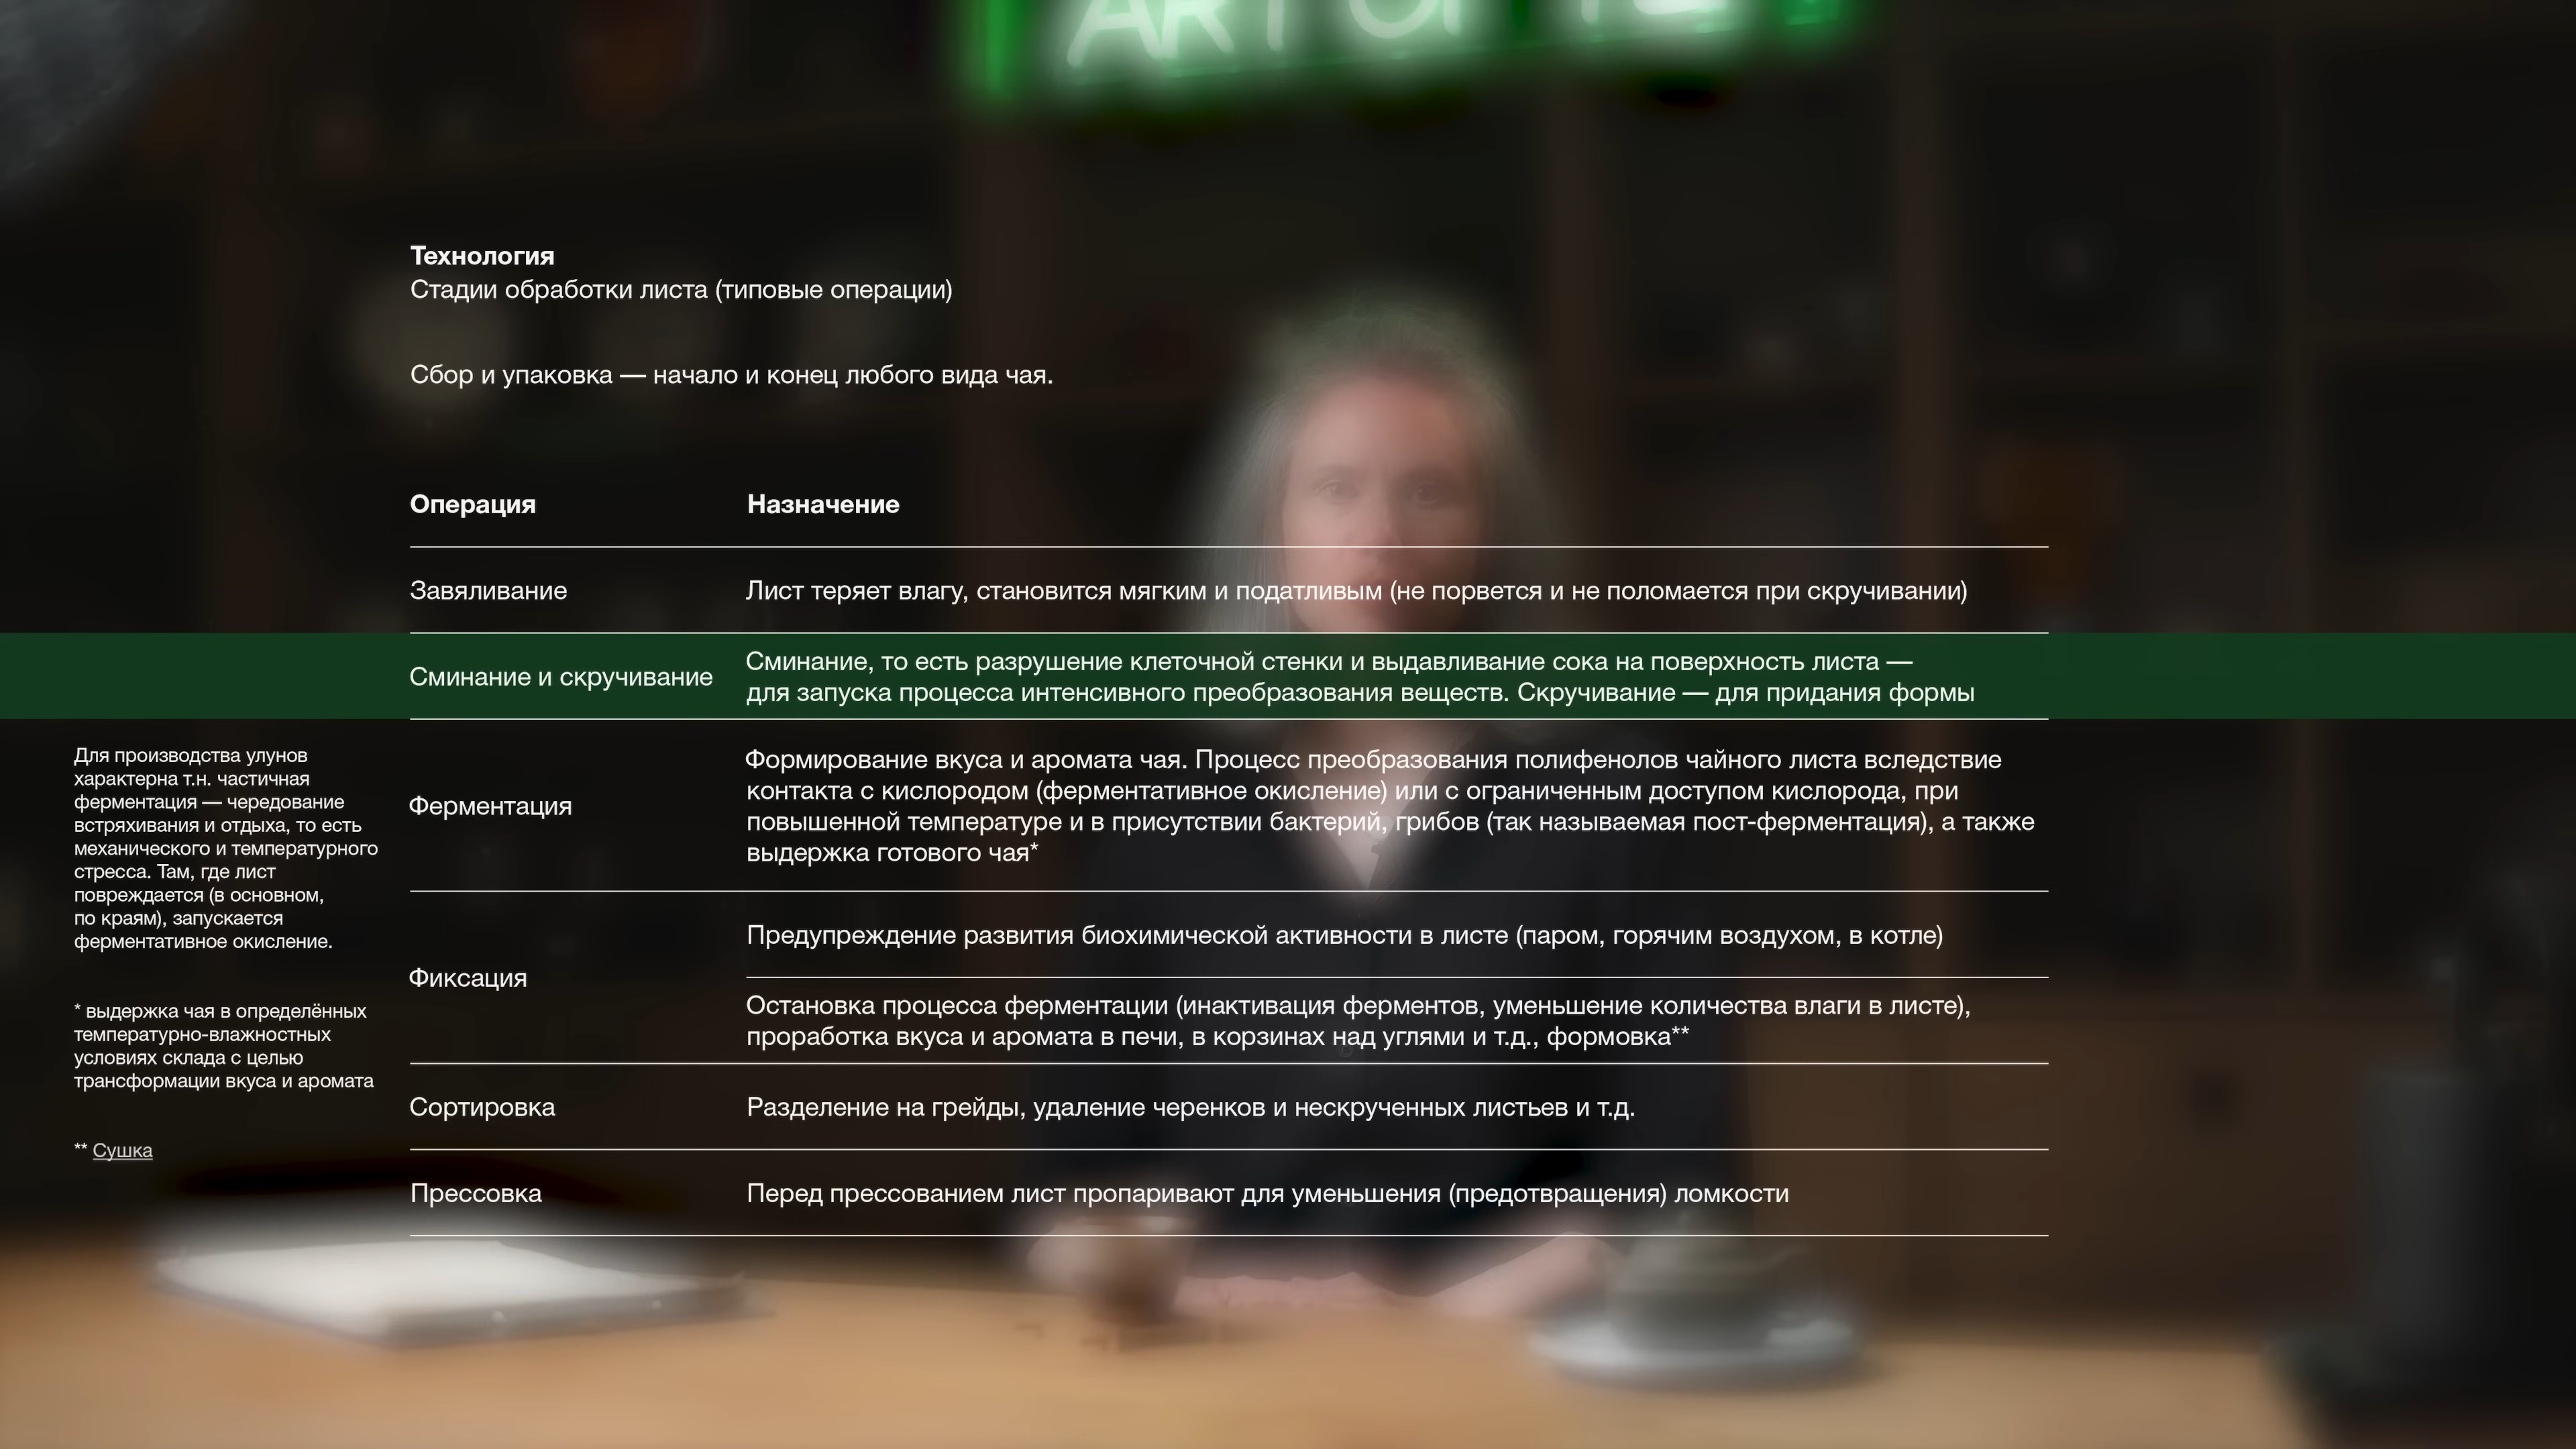 Технология
Стадии обработки листа (типовые операции)
Сбор и упаковка — начало и конец любого вида чая.
Операция
Назначение
Завяливание
Лист теряет влагу, становится мягким и податливым (не порвется и не поломается при скручивании)
Сминание и скручивание
Сминание, то есть разрушение клеточной стенки и выдавливание сока на поверхность листа —
для запуска процесса интенсивного преобразования веществ. Скручивание — для придания формы
Ферментация
Формирование вкуса и аромата чая. Процесс преобразования полифенолов чайного листа вследствие
контакта с кислородом (ферментативное окисление) или с ограниченным доступом кислорода, при
повышенной температуре и в присутствии бактерий, грибов (так называемая пост-ферментация), а также
выдержка готового чая*
Фиксация
Предупреждение развития биохимической активности в листе (паром, горячим воздухом, в котле)
Остановка процесса ферментации (инактивация ферментов, уменьшение количества влаги в листе),
проработка вкуса и аромата в печи, в корзинах над углями и т.д., формовка**
Сортировка
Разделение на грейды, удаление черенков и нескрученных листьев и т.д.
Прессовка
Перед прессованием лист пропаривают для уменьшения (предотвращения) ломкости
Для производства улунов
характерна т.н. частичная
ферментация — чередование
встряхивания и отдыха, то есть
механического и температурного
стресса. Там, где лист
повреждается (в основном,
по краям), запускается
ферментативное окисление.
* выдержка чая в определённых
температурно-влажностных
условиях склада с целью
трансформации вкуса и аромата
** Сушка